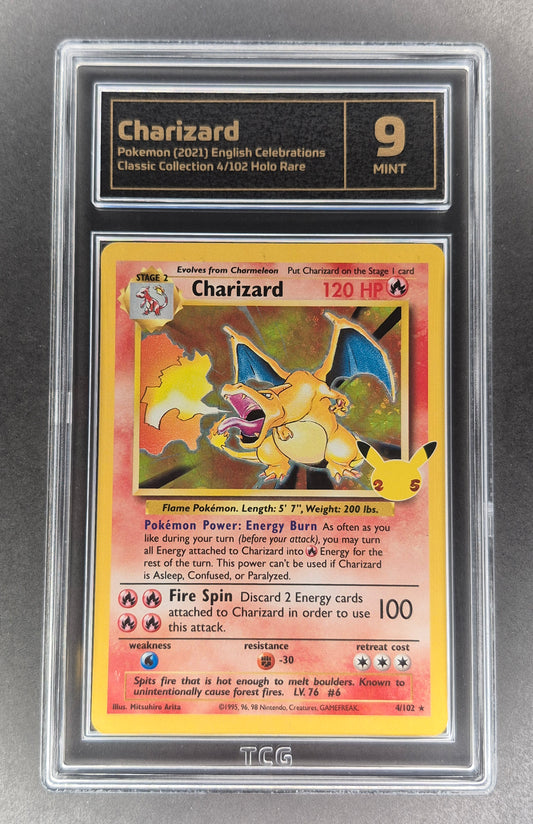 Charizard
Pokemon (2021) English Celebrations
Classic Collection 4/102 Holo Rare
9
MINT
Evolves from Charmeleon Put Charizard on the Stage 1 card
STAGE 2
Charizard 120 HP
25
Flame Pokémon. Length: 5' 7", Weight: 200 lbs.
Pokémon Power: Energy Burn As often as you
like during your turn (before your attack), you may turn
all Energy attached to Charizard into Energy for the
rest of the turn. This power can't be used if Charizard
is Asleep, Confused, or Paralyzed.
Fire Spin Discard 2 Energy cards
attached to Charizard in order to use 100
this attack.
weakness resistance retreat cost
-30
Spits fire that is hot enough to melt boulders. Known to
unintentionally cause forest fires. LV. 76 #6
Illus. Mitsuhiro Arita ©1995, 96, 98 Nintendo, Creatures, GAMEFREAK. 4/102 ★
TCG